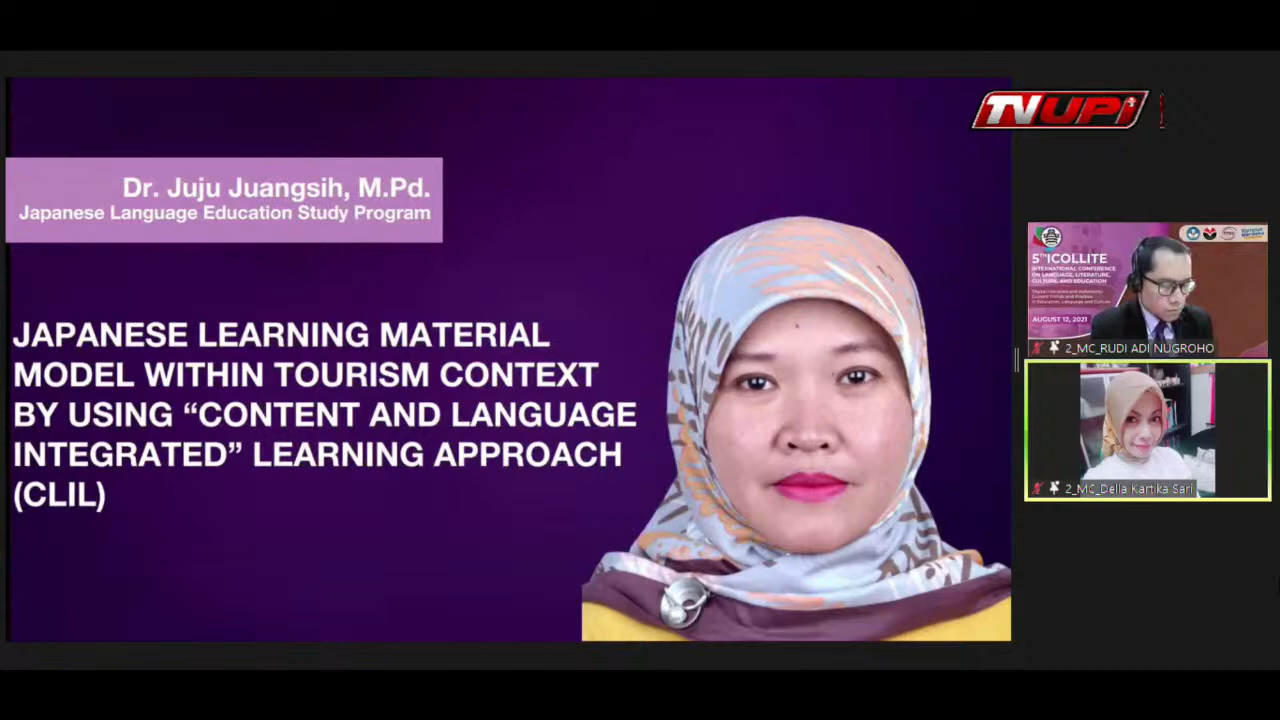 TVUPI
Dr. Juju Juangsih, M.Pd.
Japanese Language Education Study Program
JAPANESE LEARNING MATERIAL
MODEL WITHIN TOURISM CONTEXT
BY USING “CONTENT AND LANGUAGE
INTEGRATED” LEARNING APPROACH
(CLIL)
5TH ICOLLITE
INTERNATIONAL CONFERENCE
ON LANGUAGE, LITERATURE,
CULTURE, AND EDUCATION
AUGUST 12, 2021
2_MC_RUDI ADI NUGROHO
2_MC_Della Kartika Sari